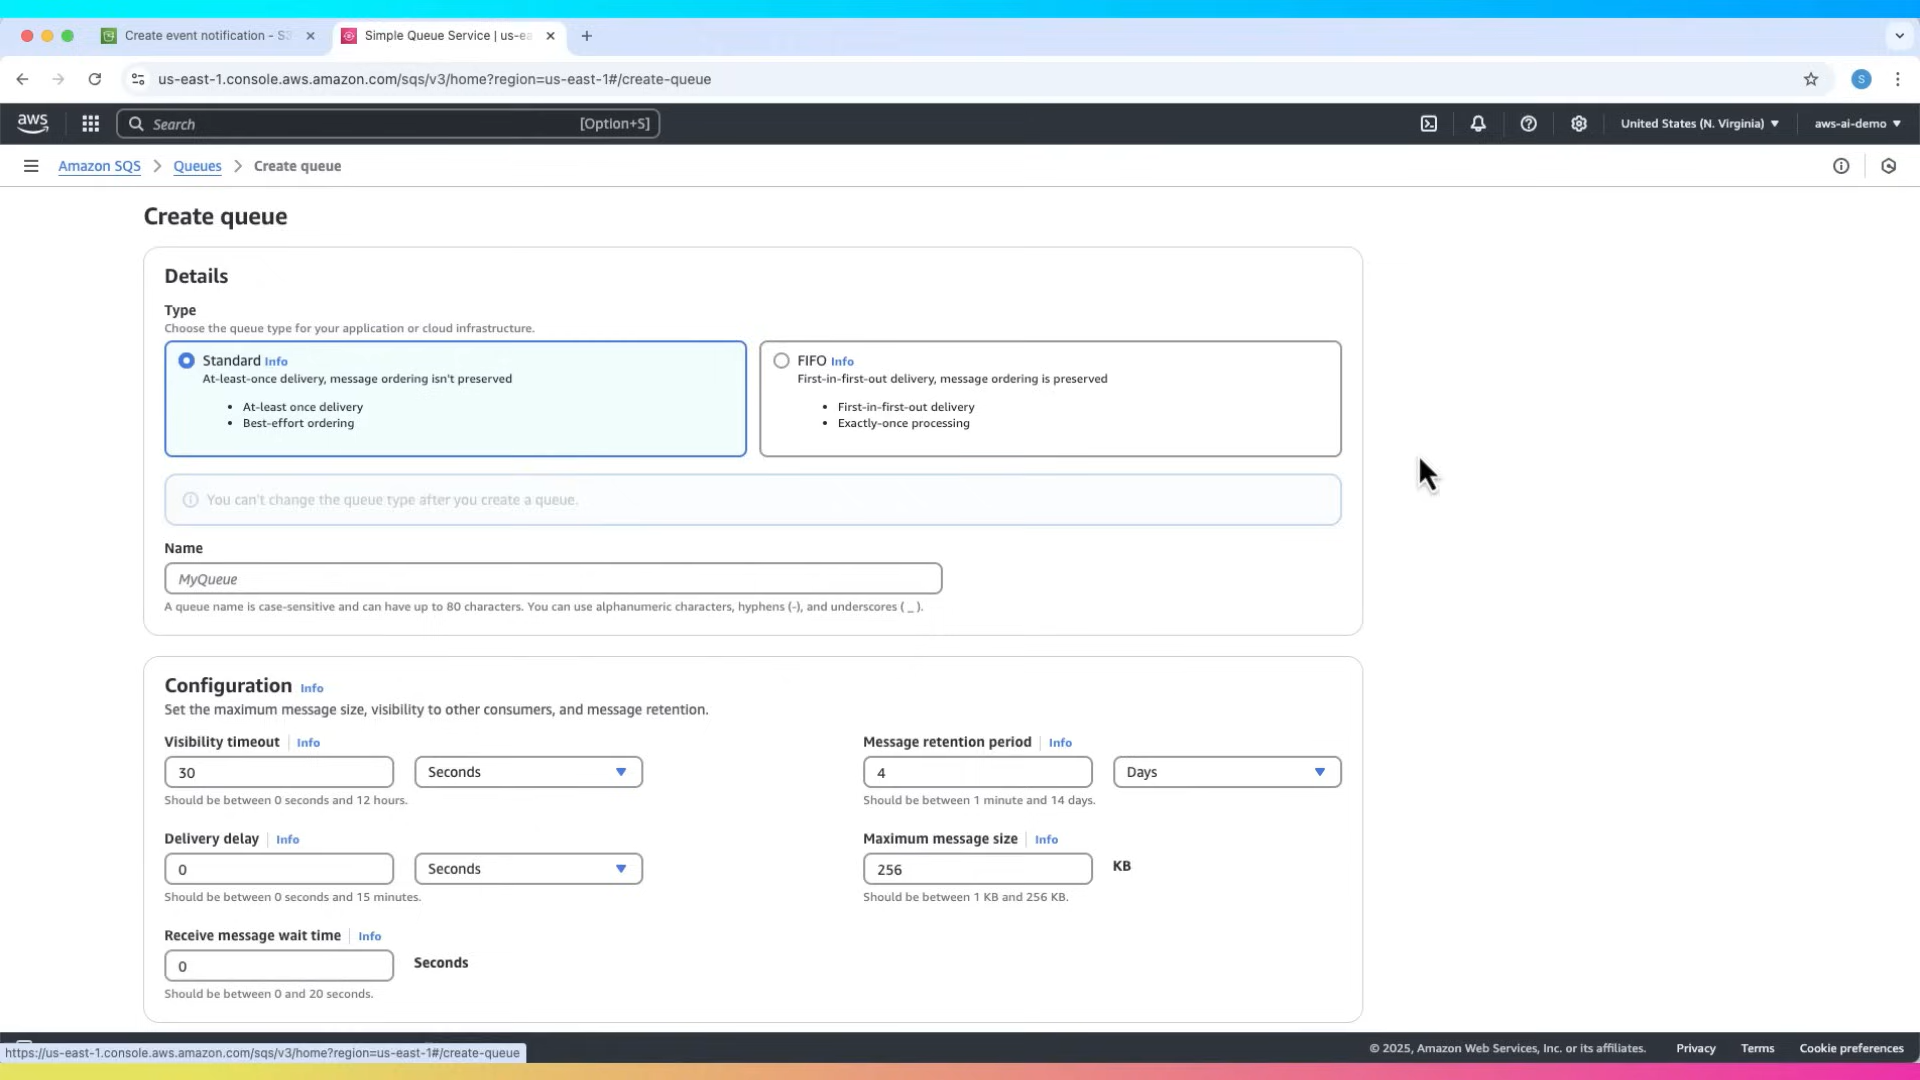 Create event notification - S3
Simple Queue Service | us-ea
us-east-1.console.aws.amazon.com/sqs/v3/home?region=us-east-1#/create-queue
S
aws
Search
[Option+S]
United States (N. Virginia)
aws-ai-demo
Amazon SQS > Queues > Create queue
Create queue
Details
Type
Choose the queue type for your application or cloud infrastructure.
Standard Info
At-least-once delivery, message ordering isn't preserved
• At-least once delivery
• Best-effort ordering
FIFO Info
First-in-first-out delivery, message ordering is preserved
• First-in-first-out delivery
• Exactly-once processing
You can't change the queue type after you create a queue.
Name
MyQueue
A queue name is case-sensitive and can have up to 80 characters. You can use alphanumeric characters, hyphens (-), and underscores ( _ ).
Configuration Info
Set the maximum message size, visibility to other consumers, and message retention.
Visibility timeout Info
30 Seconds
Should be between 0 seconds and 12 hours.
Message retention period Info
4 Days
Should be between 1 minute and 14 days.
Delivery delay Info
0 Seconds
Should be between 0 seconds and 15 minutes.
Maximum message size Info
256 KB
Should be between 1 KB and 256 KB.
Receive message wait time Info
0 Seconds
Should be between 0 and 20 seconds.
https://us-east-1.console.aws.amazon.com/sqs/v3/home?region=us-east-1#/create-queue
© 2025, Amazon Web Services, Inc. or its affiliates.
Privacy
Terms
Cookie preferences